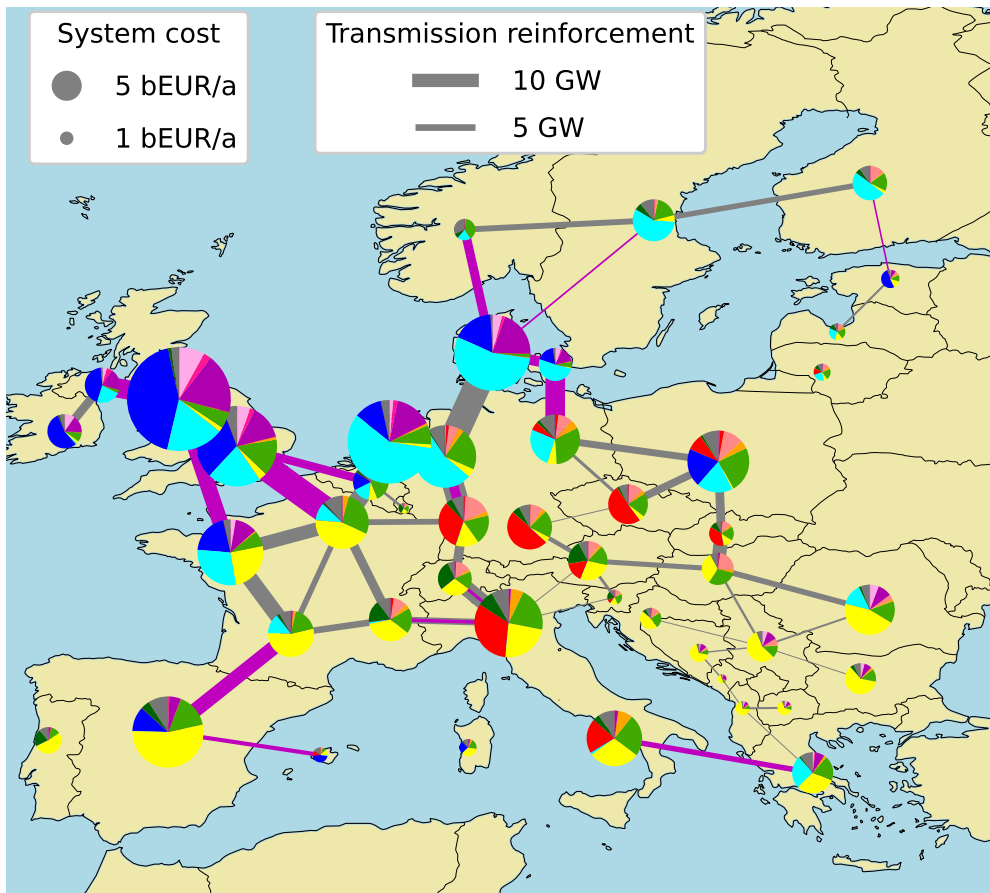 System cost
5 bEUR/a
1 bEUR/a
Transmission reinforcement
10 GW
5 GW